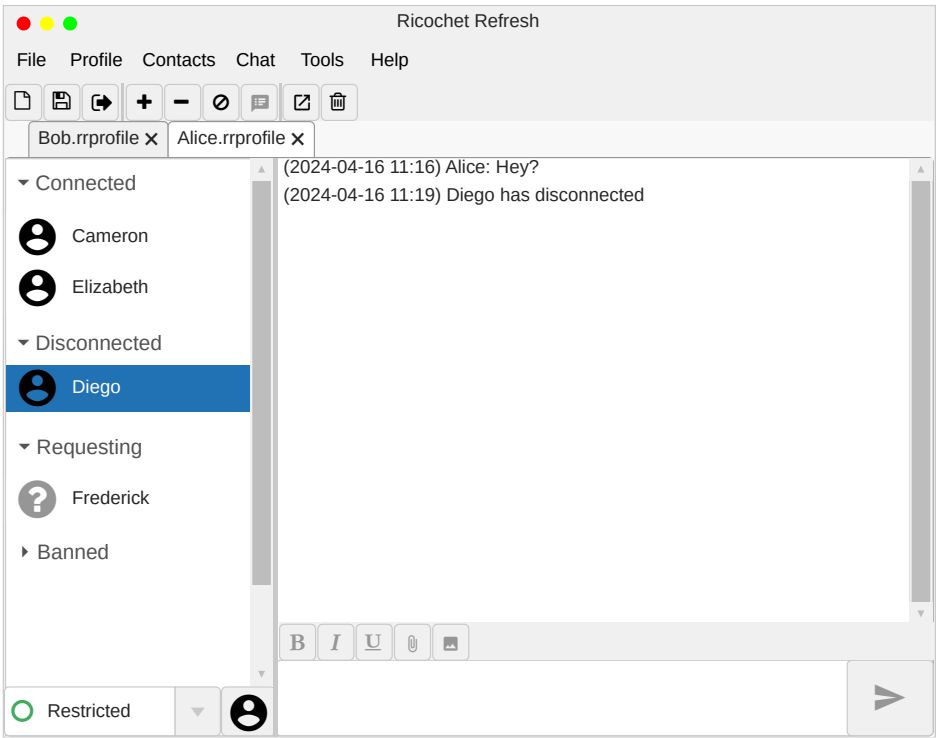 Ricochet Refresh
File Profile Contacts Chat Tools Help
Bob.rrprofile Alice.rrprofile
Connected
Cameron
Elizabeth
Disconnected
Diego
Requesting
Frederick
Banned
Restricted
(2024-04-16 11:16) Alice: Hey?
(2024-04-16 11:19) Diego has disconnected
B I U